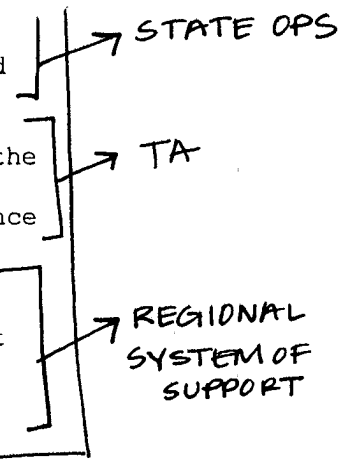 STATE OPS
d
the
TA
nce
REGIONAL
SYSTEM OF
t
SUPPORT